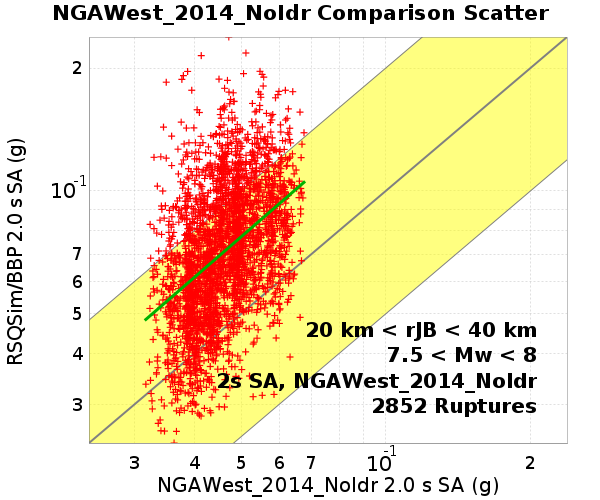 NGAWest_2014_NoIdr Comparison Scatter
RSQSim/BBP 2.0 s SA (g)
2
10-1
7
6
5
4
3
20 km < rJB < 40 km
7.5 < Mw < 8
2s SA, NGAWest_2014_NoIdr
2852 Ruptures
3 4 5 6 7 10-1 2
NGAWest_2014_NoIdr 2.0 s SA (g)